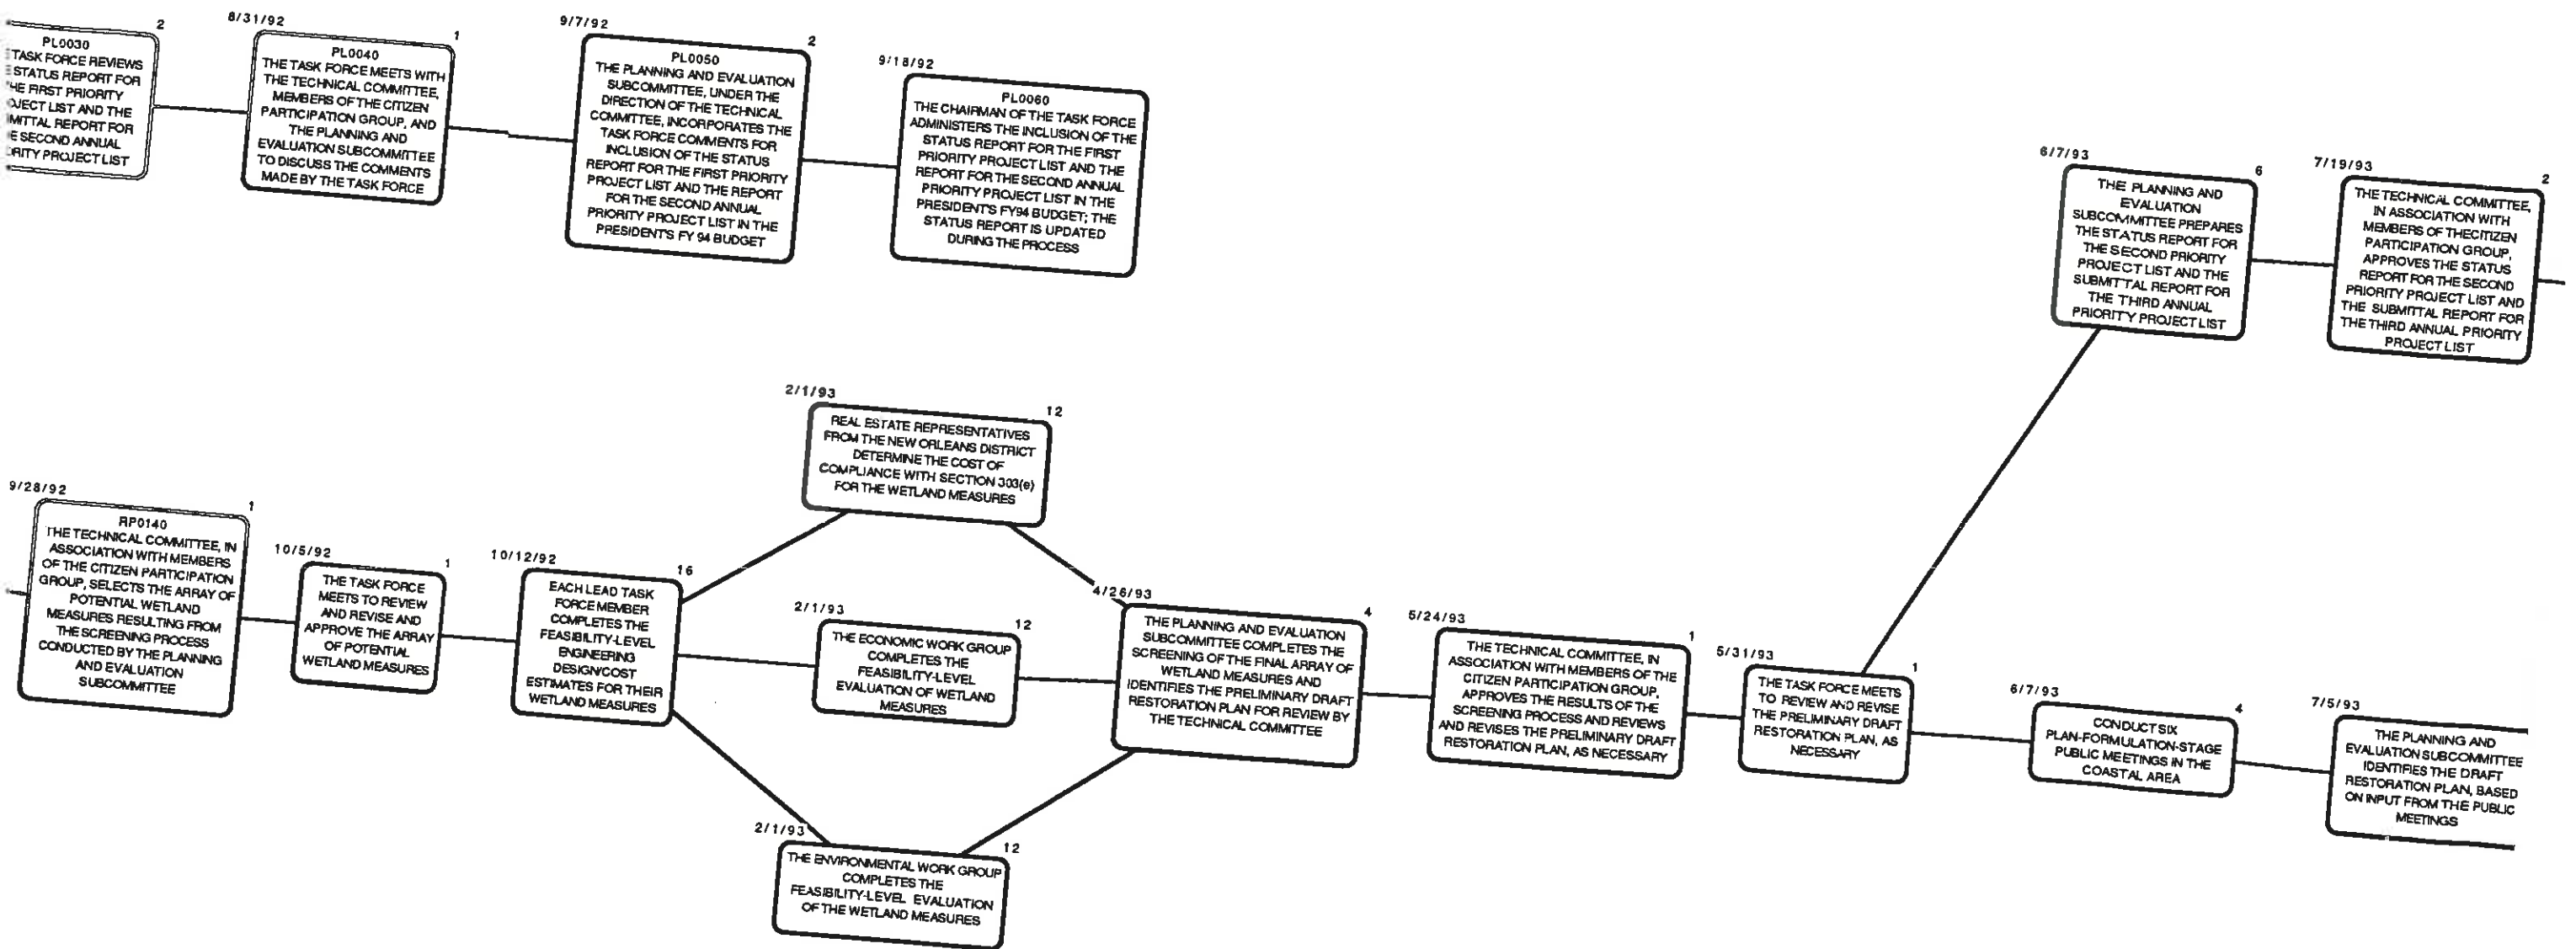 2
PL0030
TASK FORCE REVIEWS
STATUS REPORT FOR
HE FIRST PRIORITY
JECT LIST AND THE
MITTAL REPORT FOR
E SECOND ANNUAL
RITY PROJECT LIST
8/31/92
1
PL0040
THE TASK FORCE MEETS WITH
THE TECHNICAL COMMITTEE,
MEMBERS OF THE CITIZEN
PARTICIPATION GROUP, AND
THE PLANNING AND
EVALUATION SUBCOMMITTEE
TO DISCUSS THE COMMENTS
MADE BY THE TASK FORCE
9/7/92
2
PL0050
THE PLANNING AND EVALUATION
SUBCOMMITTEE, UNDER THE
DIRECTION OF THE TECHNICAL
COMMITTEE, INCORPORATES THE
TASK FORCE COMMENTS FOR
INCLUSION OF THE STATUS
REPORT FOR THE FIRST PRIORITY
PROJECT LIST AND THE REPORT
FOR THE SECOND ANNUAL
PRIORITY PROJECT LIST IN THE
PRESIDENT'S FY 94 BUDGET
9/18/92
PL0060
THE CHAIRMAN OF THE TASK FORCE
ADMINISTERS THE INCLUSION OF THE
STATUS REPORT FOR THE FIRST
PRIORITY PROJECT LIST AND THE
REPORT FOR THE SECOND ANNUAL
PRIORITY PROJECT LIST IN THE
PRESIDENT'S FY94 BUDGET; THE
STATUS REPORT IS UPDATED
DURING THE PROCESS
6/7/93
6
THE PLANNING AND
EVALUATION
SUBCOMMITTEE PREPARES
THE STATUS REPORT FOR
THE SECOND PRIORITY
PROJECT LIST AND THE
SUBMITTAL REPORT FOR
THE THIRD ANNUAL
PRIORITY PROJECT LIST
7/19/93
2
THE TECHNICAL COMMITTEE,
IN ASSOCIATION WITH
MEMBERS OF THECITIZEN
PARTICIPATION GROUP,
APPROVES THE STATUS
REPORT FOR THE SECOND
PRIORITY PROJECT LIST AND
THE SUBMITTAL REPORT FOR
THE THIRD ANNUAL PRIORITY
PROJECT LIST
9/28/92
1
RP0140
THE TECHNICAL COMMITTEE, IN
ASSOCIATION WITH MEMBERS
OF THE CITIZEN PARTICIPATION
GROUP, SELECTS THE ARRAY OF
POTENTIAL WETLAND
MEASURES RESULTING FROM
THE SCREENING PROCESS
CONDUCTED BY THE PLANNING
AND EVALUATION
SUBCOMMITTEE
10/5/92
1
THE TASK FORCE
MEETS TO REVIEW
AND REVISE AND
APPROVE THE ARRAY
OF POTENTIAL
WETLAND MEASURES
10/12/92
16
EACH LEAD TASK
FORCE MEMBER
COMPLETES THE
FEASIBILITY-LEVEL
ENGINEERING
DESIGN/COST
ESTIMATES FOR THEIR
WETLAND MEASURES
2/1/93
12
REAL ESTATE REPRESENTATIVES
FROM THE NEW ORLEANS DISTRICT
DETERMINE THE COST OF
COMPLIANCE WITH SECTION 303(e)
FOR THE WETLAND MEASURES
2/1/93
12
THE ECONOMIC WORK GROUP
COMPLETES THE
FEASIBILITY-LEVEL
EVALUATION OF WETLAND
MEASURES
2/1/93
12
THE ENVIRONMENTAL WORK GROUP
COMPLETES THE
FEASIBILITY-LEVEL EVALUATION
OF THE WETLAND MEASURES
4/26/93
4
THE PLANNING AND EVALUATION
SUBCOMMITTEE COMPLETES THE
SCREENING OF THE FINAL ARRAY OF
WETLAND MEASURES AND
IDENTIFIES THE PRELIMINARY DRAFT
RESTORATION PLAN FOR REVIEW BY
THE TECHNICAL COMMITTEE
5/24/93
1
THE TECHNICAL COMMITTEE, IN
ASSOCIATION WITH MEMBERS OF THE
CITIZEN PARTICIPATION GROUP,
APPROVES THE RESULTS OF THE
SCREENING PROCESS AND REVIEWS
AND REVISES THE PRELIMINARY DRAFT
RESTORATION PLAN, AS NECESSARY
5/31/93
1
THE TASK FORCE MEETS
TO REVIEW AND REVISE
THE PRELIMINARY DRAFT
RESTORATION PLAN, AS
NECESSARY
6/7/93
4
CONDUCT SIX
PLAN-FORMULATION-STAGE
PUBLIC MEETINGS IN THE
COASTAL AREA
7/5/93
THE PLANNING AND
EVALUATION SUBCOMMITTEE
IDENTIFIES THE DRAFT
RESTORATION PLAN, BASED
ON INPUT FROM THE PUBLIC
MEETINGS